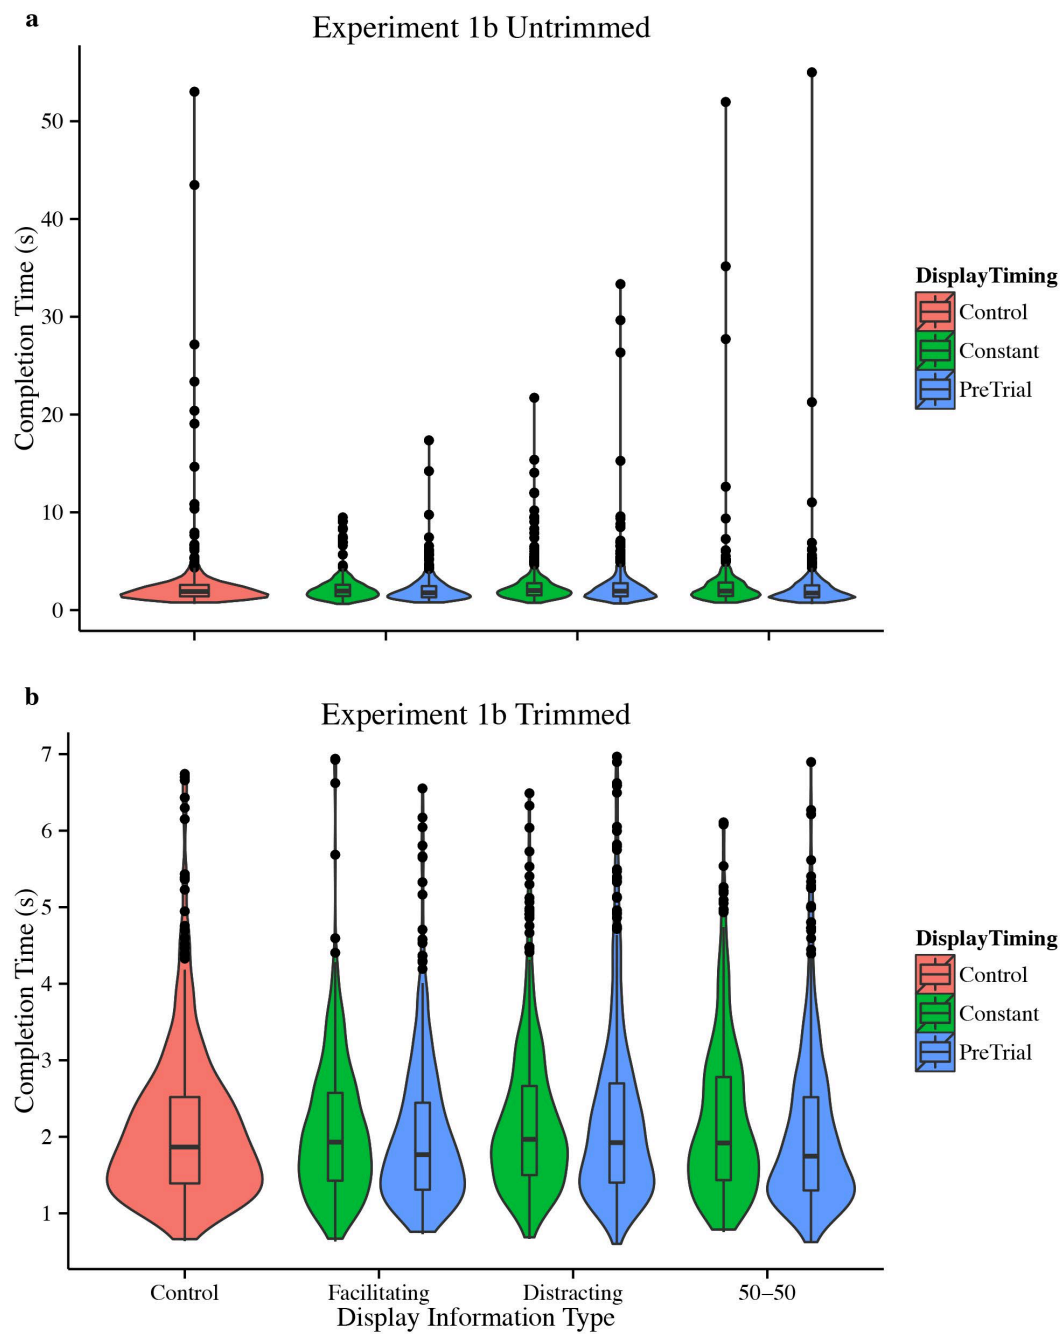 a
Experiment 1b Untrimmed
50
40
30
20
10
0
Completion Time (s)
DisplayTiming
Control
Constant
PreTrial
b
Experiment 1b Trimmed
7
6
5
4
3
2
1
Completion Time (s)
DisplayTiming
Control
Constant
PreTrial
Control Facilitating Distracting 50−50
Display Information Type